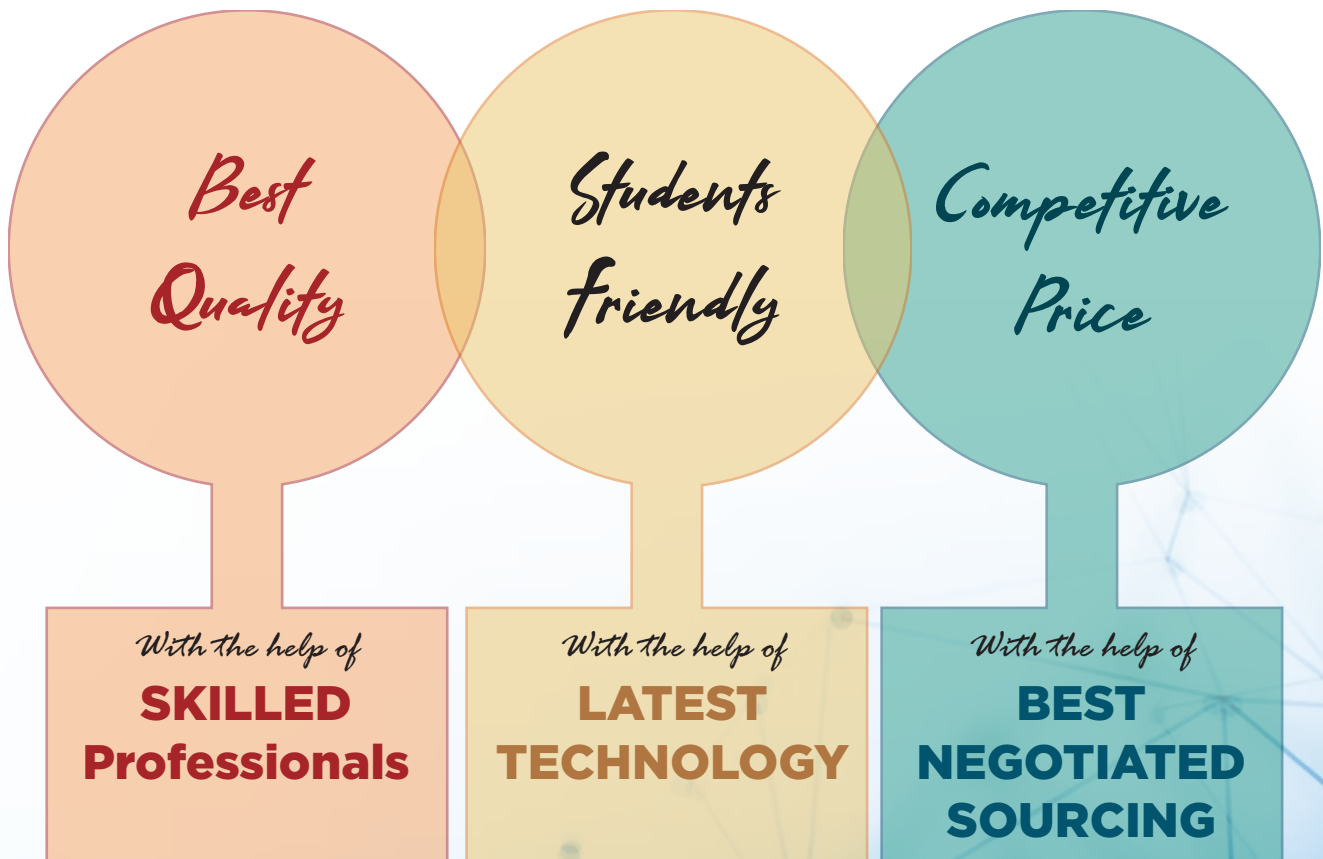 Best
Quality
Students
Friendly
Competitive
Price
With the help of
SKILLED
Professionals
With the help of
LATEST
TECHNOLOGY
With the help of
BEST
NEGOTIATED
SOURCING